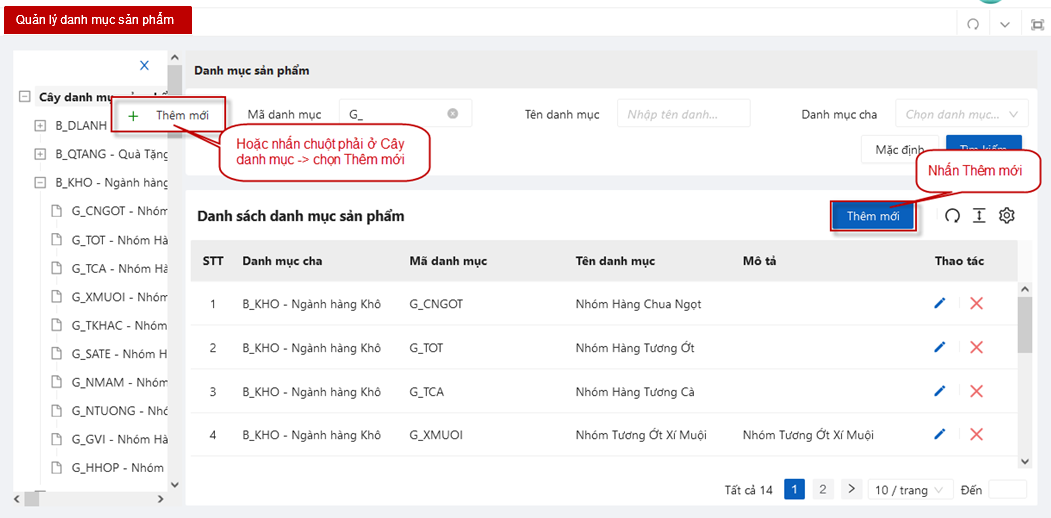 Quản lý danh mục sản phẩm
Danh mục sản phẩm
Cây danh mụ
Thêm mới
Mã danh mục
G_
Tên danh mục
Nhập tên danh...
Danh mục cha
Chọn danh mục...
B_DLANH
Hoặc nhấn chuột phải ở Cây
danh mục -> chọn Thêm mới
Mặc định
Tìm kiếm
B_QTANG - Quà Tặng
Nhấn Thêm mới
B_KHO - Ngành hàng
G_CNGOT - Nhóm
G_TOT - Nhóm Hà
G_TCA - Nhóm Hà
G_XMUOI - Nhóm
G_TKHAC - Nhóm
G_SATE - Nhóm H
G_NMAM - Nhóm
G_NTUONG - Nhó
G_GVI - Nhóm Hà
G_HHOP - Nhóm
Danh sách danh mục sản phẩm
Thêm mới
STT Danh mục cha Mã danh mục Tên danh mục Mô tả Thao tác
1 B_KHO - Ngành hàng Khô G_CNGOT Nhóm Hàng Chua Ngọt
2 B_KHO - Ngành hàng Khô G_TOT Nhóm Hàng Tương Ớt
3 B_KHO - Ngành hàng Khô G_TCA Nhóm Hàng Tương Cà
4 B_KHO - Ngành hàng Khô G_XMUOI Nhóm Tương Ớt Xí Muội Nhóm Tương Ớt Xí Muội
Tất cả 14 1 2 10 / trang Đến